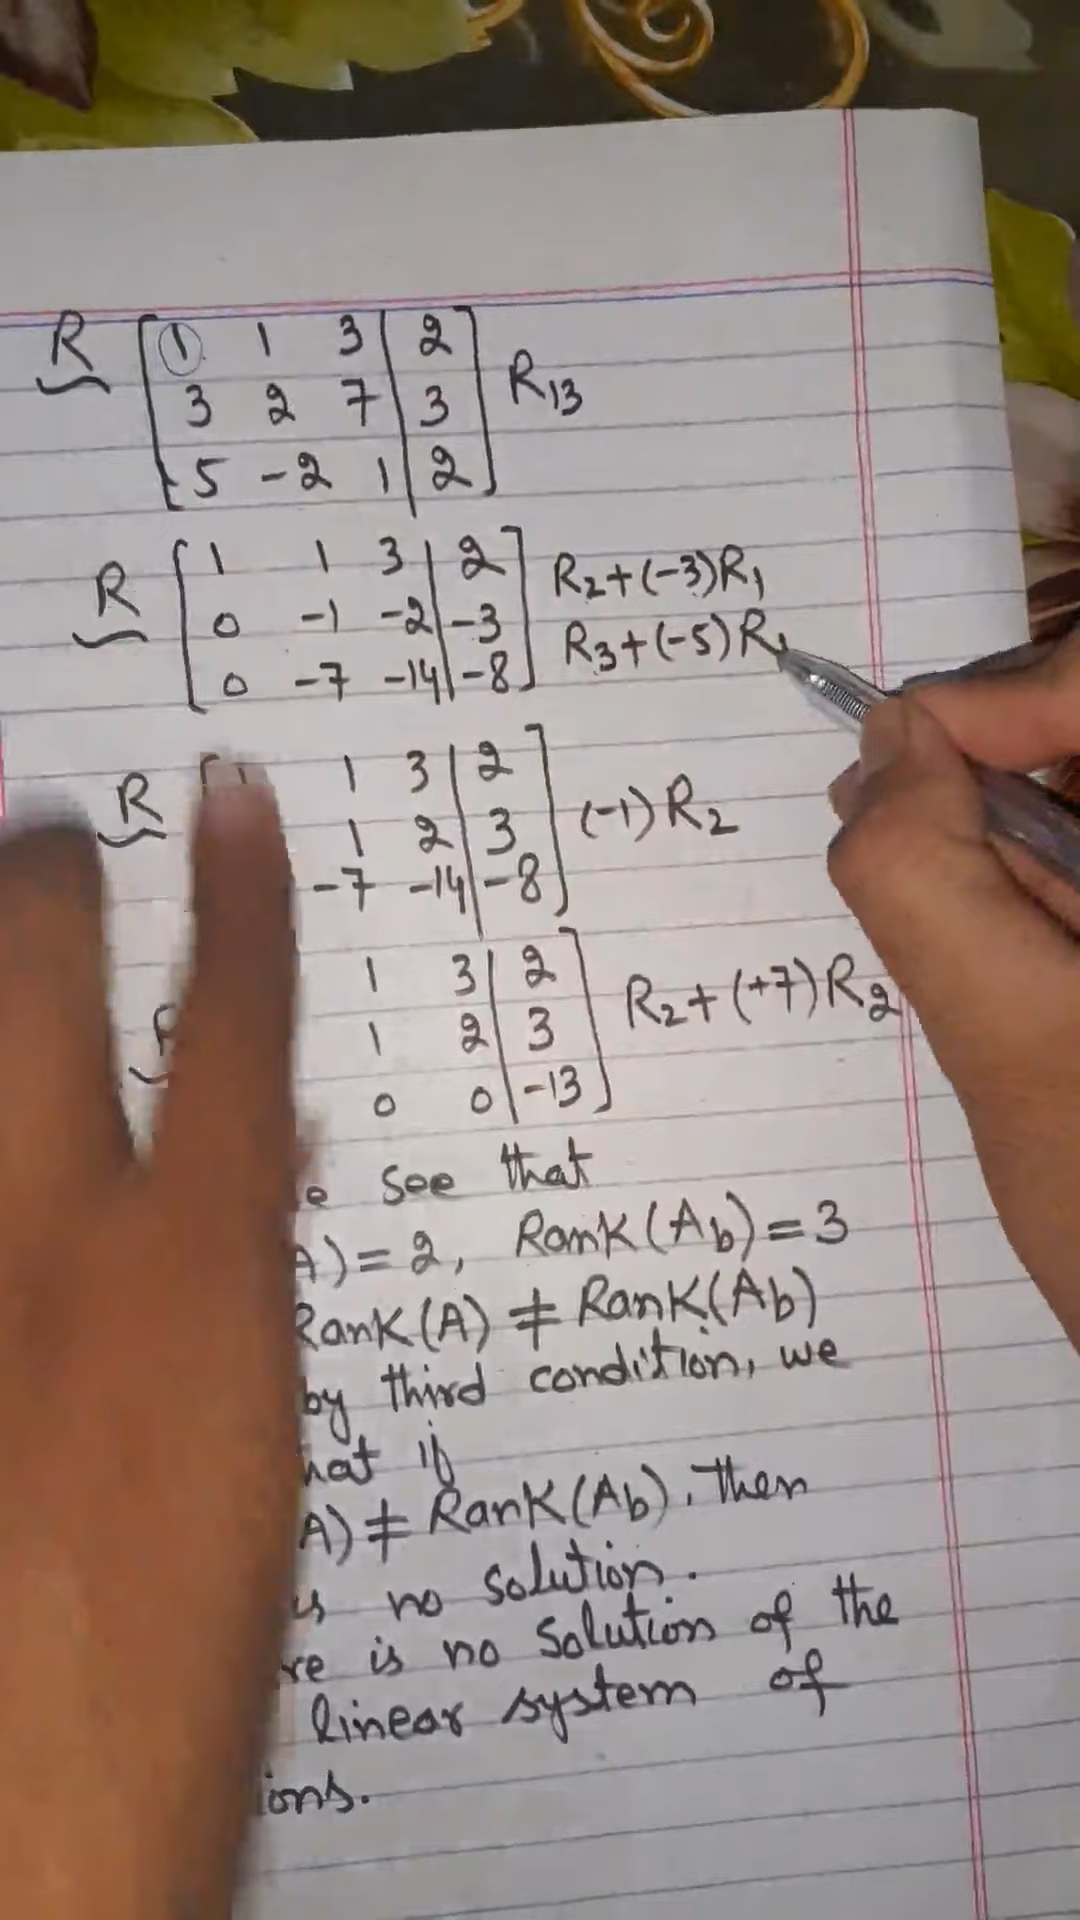 R [ 1 1 3 | 2 ] R13
3 2 7 | 3
5 -2 1 | 2
R [ 1 1 3 | 2 ] R2+(-3)R1
0 -1 -2 | -3 R3+(-5)R1
0 -7 -14 | -8
R 1 3 | 2 ] (-1)R2
1 2 | 3
-7 -14 | -8
1 3 | 2 ] R2+(+7)R2
1 2 | 3
0 0 | -13
see that
A)=2, Rank(Ab)=3
Rank(A) ≠ Rank(Ab)
by third condition, we
hat if
A) ≠ Rank(Ab), then
is no solution.
re is no solution of the
linear system of
ions.